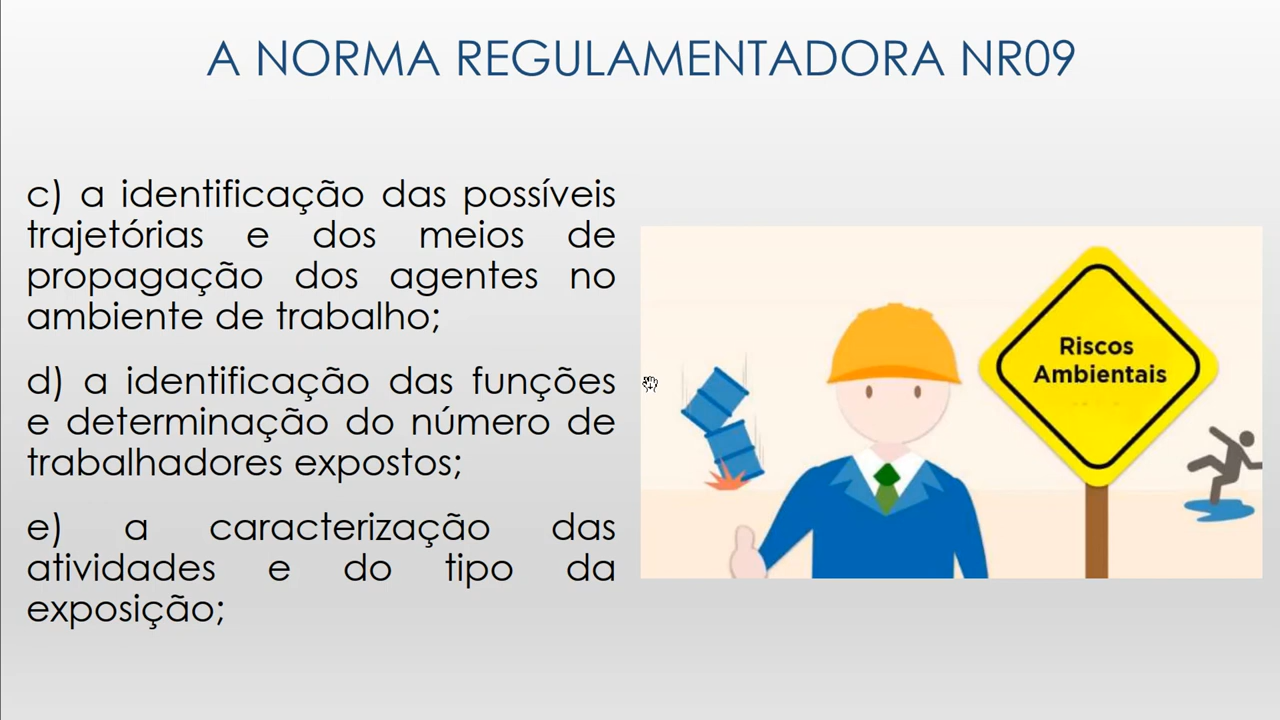 A NORMA REGULAMENTADORA NR09
c) a identificação das possíveis
trajetórias e dos meios de
propagação dos agentes no
ambiente de trabalho;
d) a identificação das funções
e determinação do número de
trabalhadores expostos;
e) a caracterização das
atividades e do tipo da
exposição;
Riscos
Ambientais